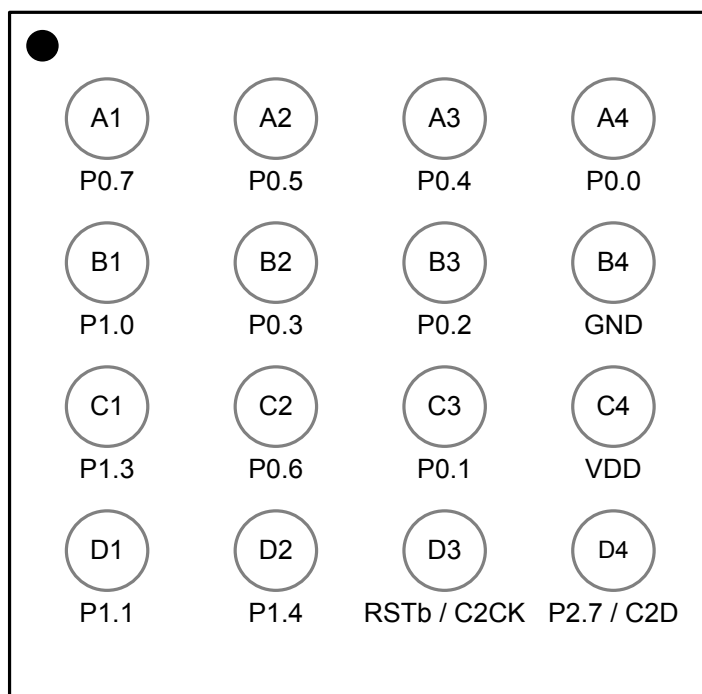 A1 A2 A3 A4
P0.7 P0.5 P0.4 P0.0
B1 B2 B3 B4
P1.0 P0.3 P0.2 GND
C1 C2 C3 C4
P1.3 P0.6 P0.1 VDD
D1 D2 D3 D4
P1.1 P1.4 RSTb / C2CK P2.7 / C2D